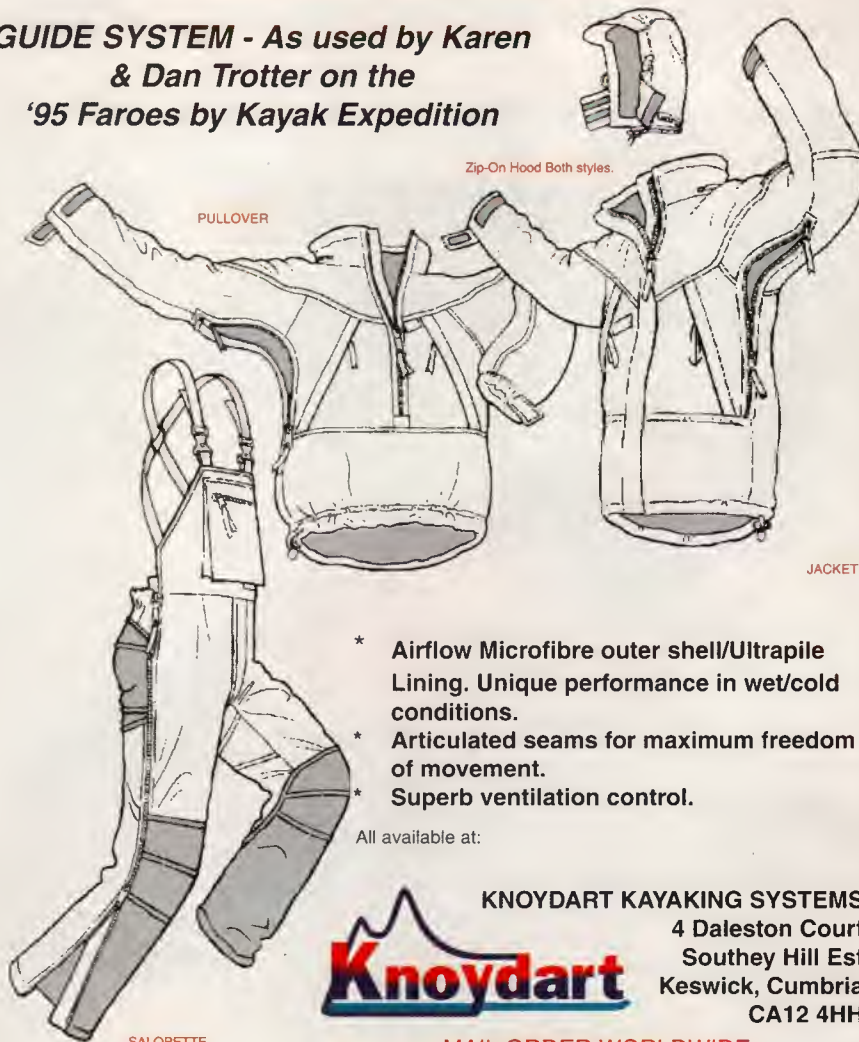 GUIDE SYSTEM - As used by Karen
& Dan Trotter on the
‘95 Faroes by Kayak Expedition
Zip-On Hood Both styles.
PULLOVER
JACKET
* Airflow Microfibre outer shell/Ultrapile
Lining. Unique performance in wet/cold
conditions.
* Articulated seams for maximum freedom
of movement.
* Superb ventilation control.
All available at:
KNOYDART KAYAKING SYSTEMS
4 Daleston Court
Southey Hill Est
Keswick, Cumbria
CA12 4HH
Knoydart
SALOPETTE
MAIL ORDER WORLDWIDE